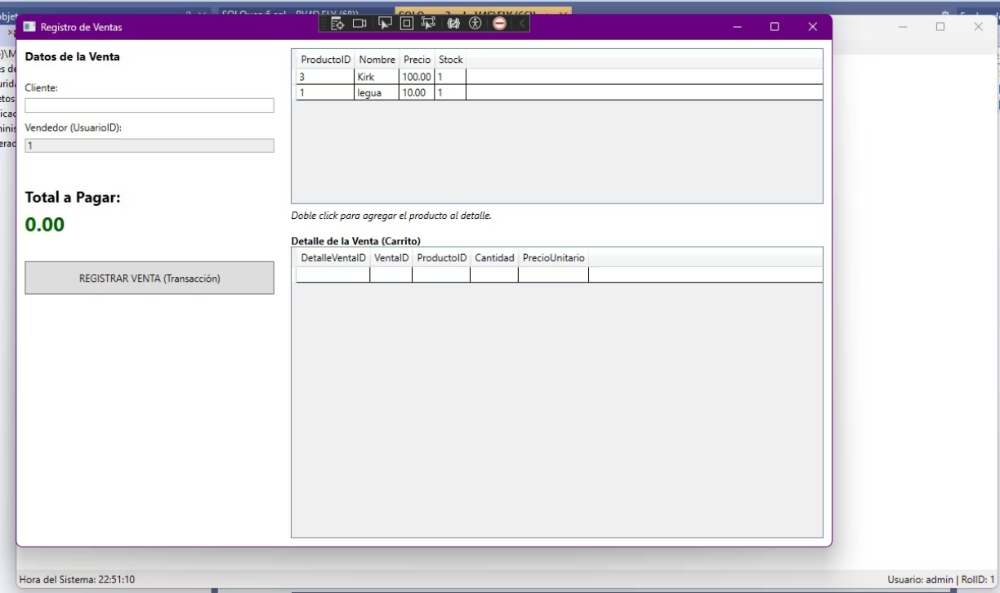 Registro de Ventas
Datos de la Venta
Cliente:
Vendedor (UsuarioID):
1
Total a Pagar:
0.00
REGISTRAR VENTA (Transacción)
ProductoID Nombre Precio Stock
3 Kirk 100.00 1
1 legua 10.00 1
Doble click para agregar el producto al detalle.
Detalle de la Venta (Carrito)
DetalleVentaID VentaID ProductoID Cantidad PrecioUnitario
Hora del Sistema: 22:51:10
Usuario: admin | RolID: 1